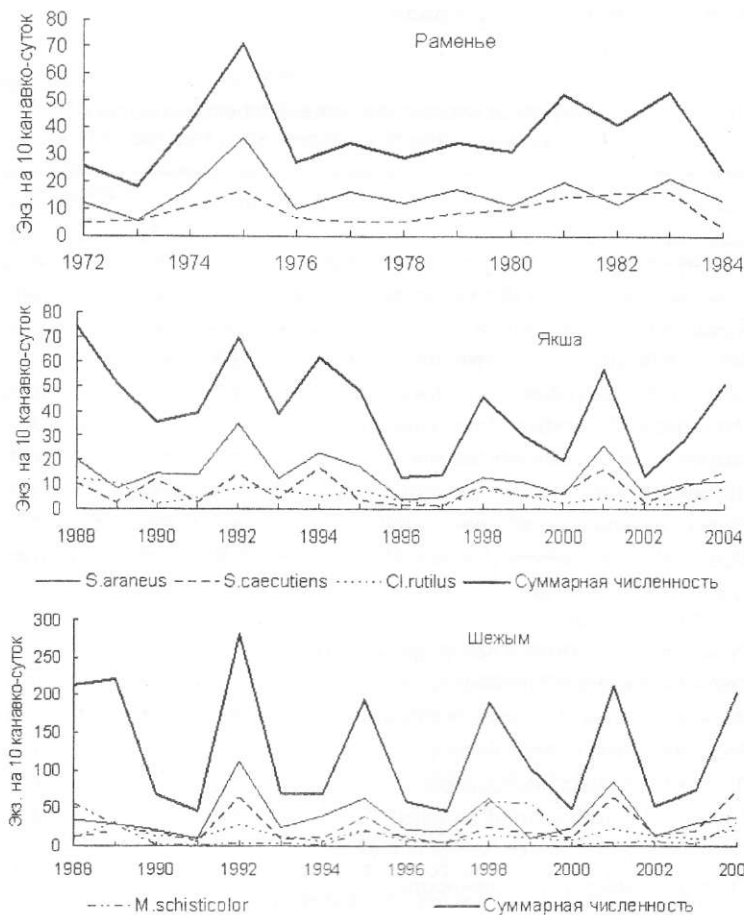 Раменье
Экз. на 10 канавко-суток
80
70
60
50
40
30
20
10
0
1972 1974 1976 1978 1980 1982 1984
Якша
Экз. на 10 канавко-суток
80
70
60
50
40
30
20
10
0
1988 1990 1992 1994 1996 1998 2000 2002 2004
S.araneus S.caecutiens Cl.rutilus Суммарная численность
Шежым
Экз. на 10 канавко-суток
300
250
200
150
100
50
0
1988 1990 1992 1994 1996 1998 2000 2002 200
M.schisticolor Суммарная численность